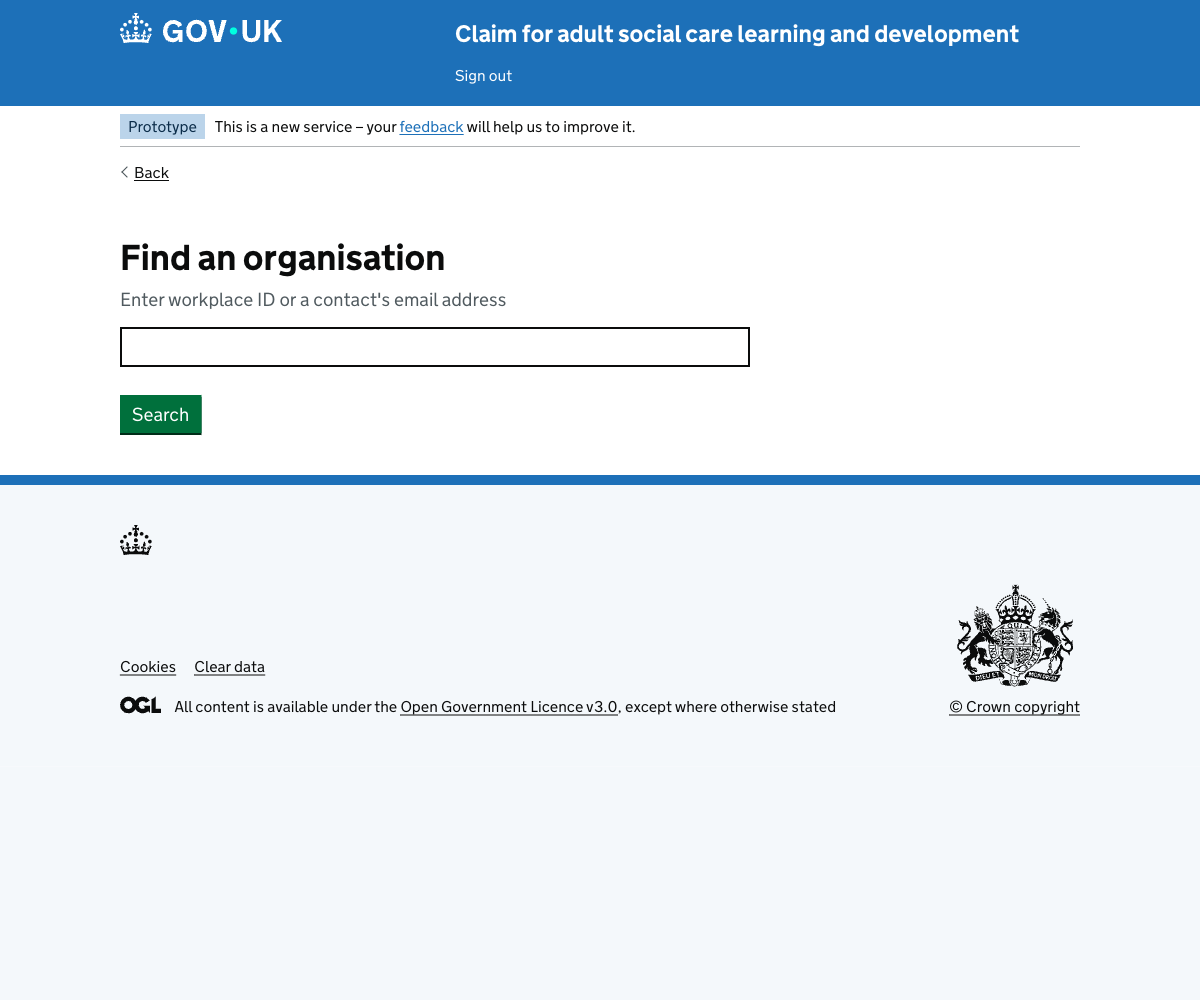 GOV·UK
Claim for adult social care learning and development
Sign out
Prototype This is a new service – your feedback will help us to improve it.
Back
Find an organisation
Enter workplace ID or a contact's email address
Search
Cookies Clear data
OGL All content is available under the Open Government Licence v3.0, except where otherwise stated
© Crown copyright